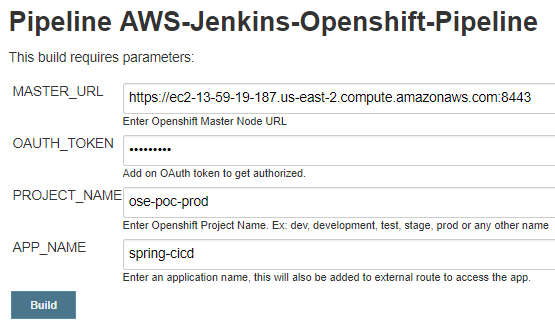 Pipeline AWS-Jenkins-Openshift-Pipeline
This build requires parameters:
MASTER_URL
https://ec2-13-59-19-187.us-east-2.compute.amazonaws.com:8443
Enter Openshift Master Node URL
OAUTH_TOKEN
•••••••••
Add on OAuth token to get authorized.
PROJECT_NAME
ose-poc-prod
Enter Openshift Project Name. Ex: dev, development, test, stage, prod or any other name
APP_NAME
spring-cicd
Enter an application name, this will also be added to external route to access the app.
Build